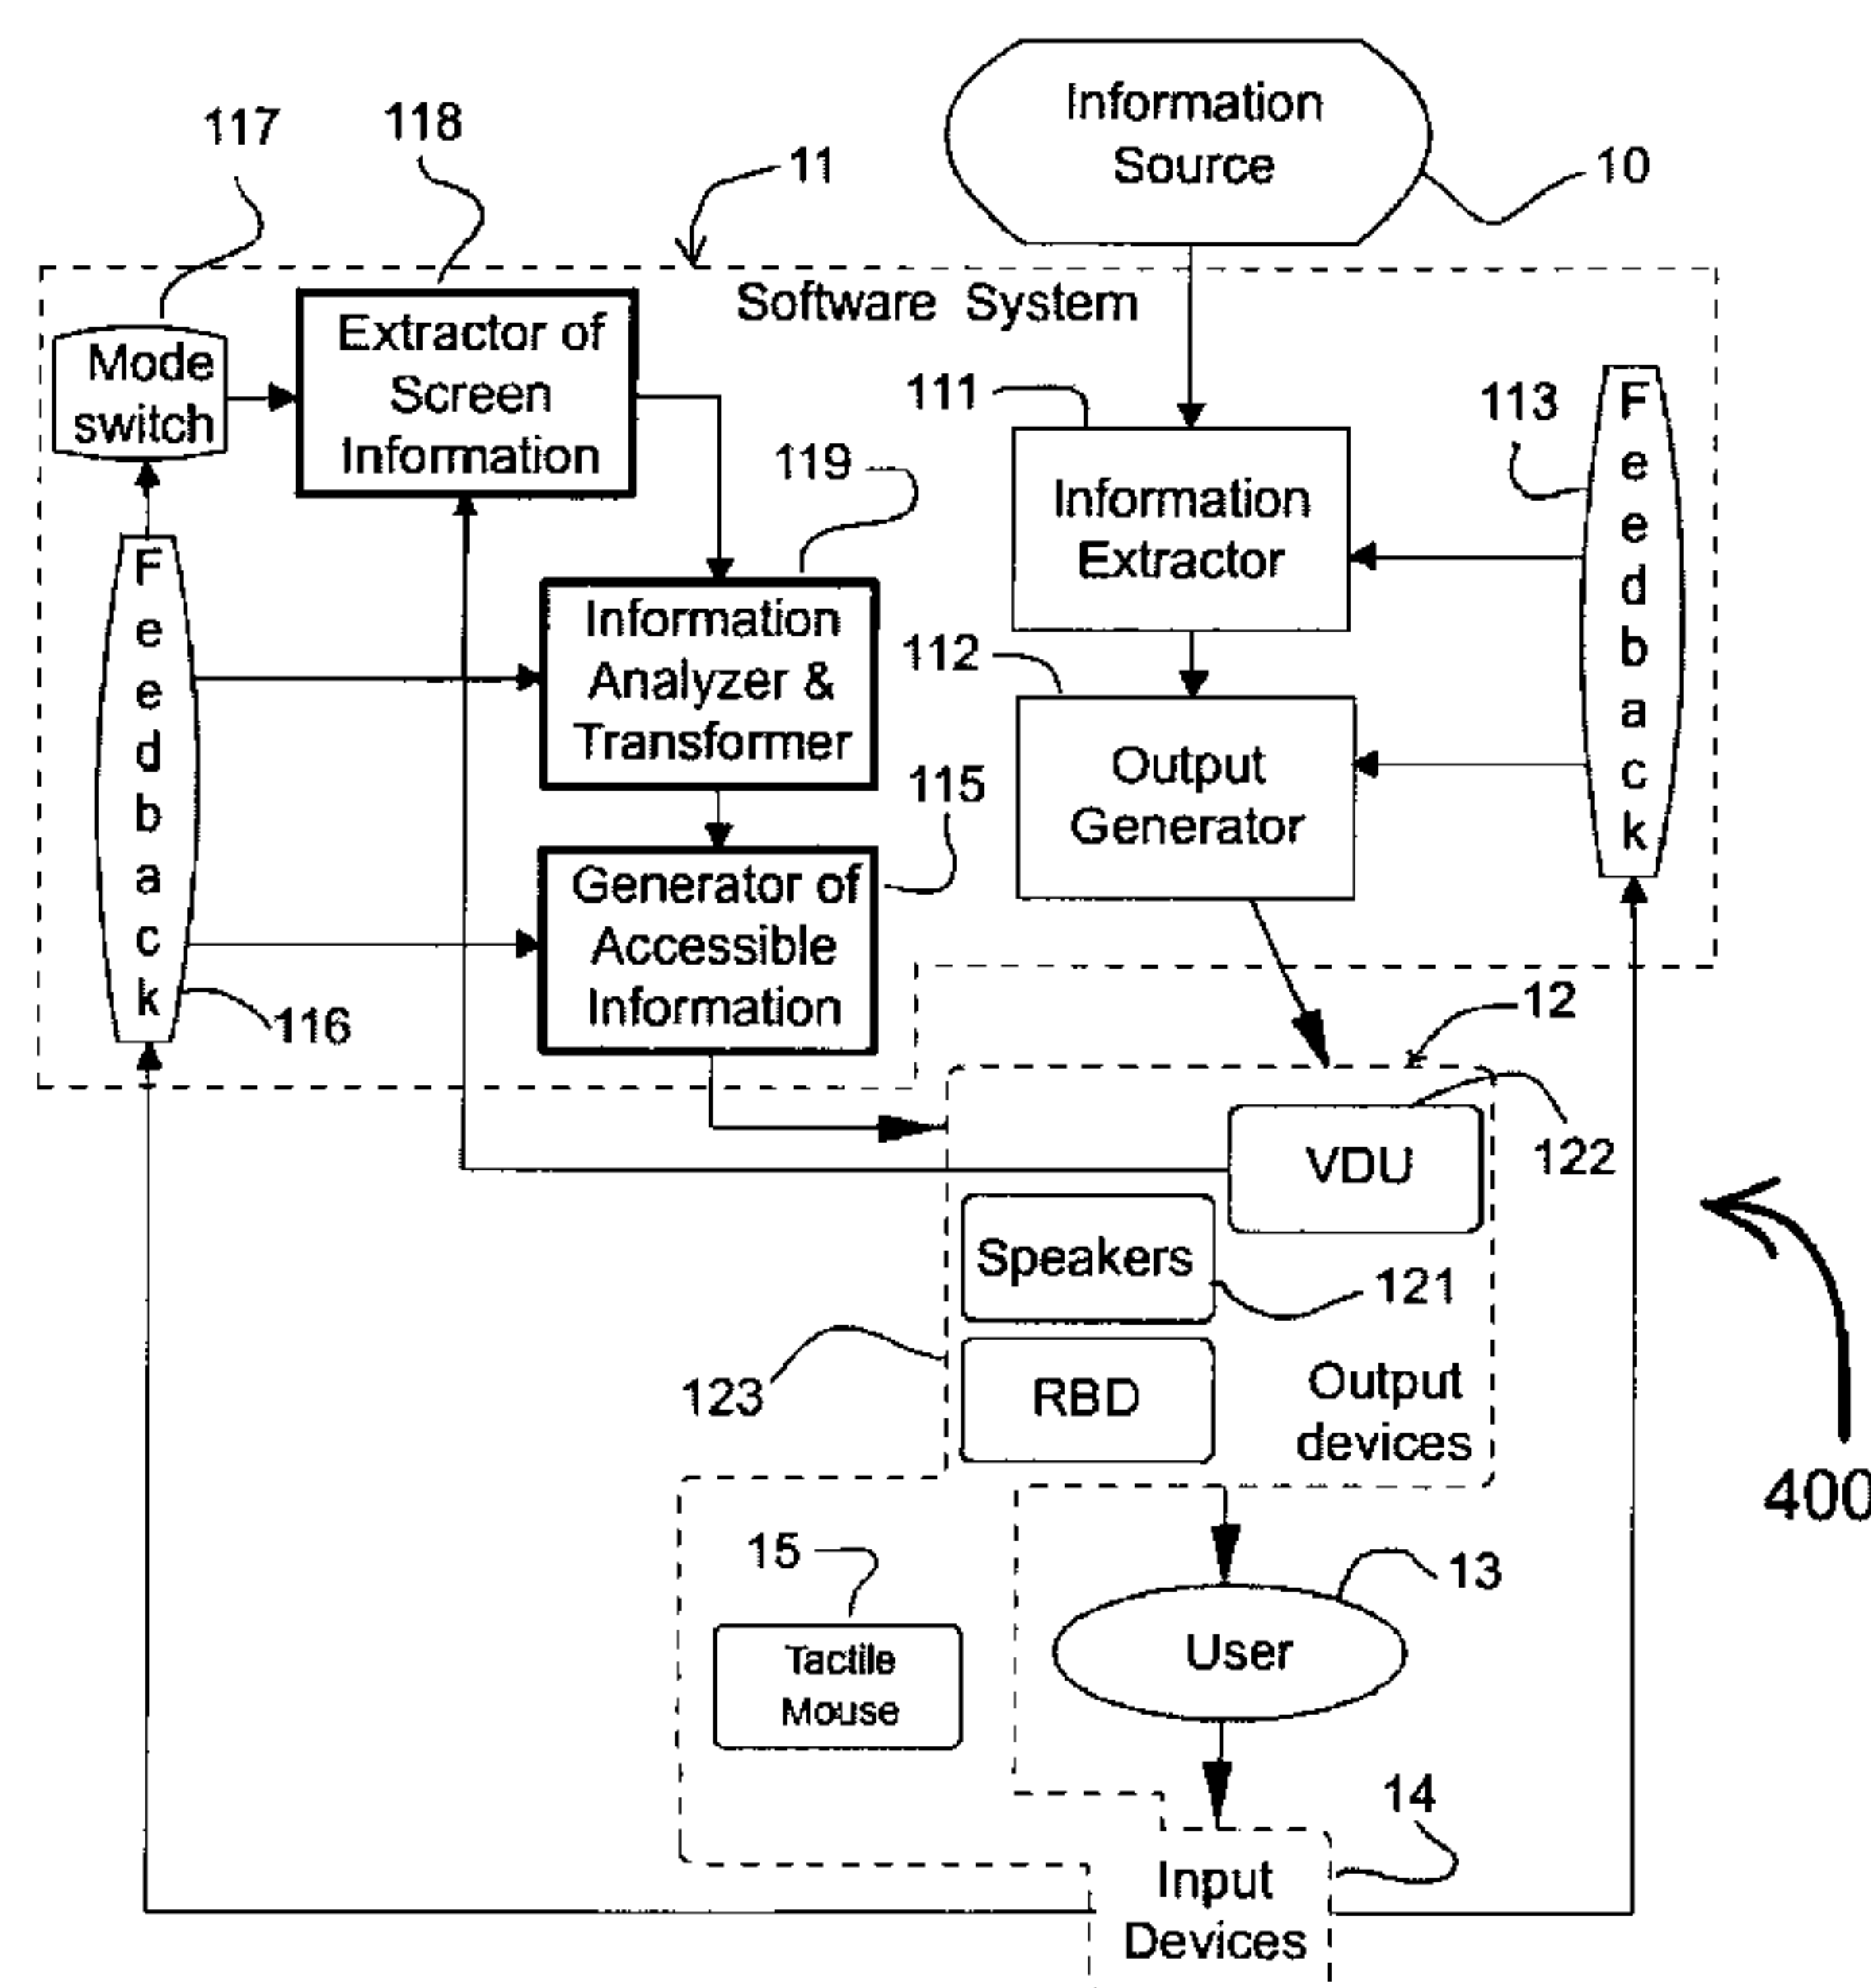 Information
Source
10
117
118
11
Software System
Mode
switch
Extractor of
Screen
Information
111
113
Feedback
119
Information
Extractor
Feedback
Information
Analyzer &
Transformer
112
Output
Generator
115
Generator of
Accessible
Information
116
12
VDU
122
Speakers
121
123
RBD
Output
devices
400
15
Tactile
Mouse
13
User
14
Input
Devices